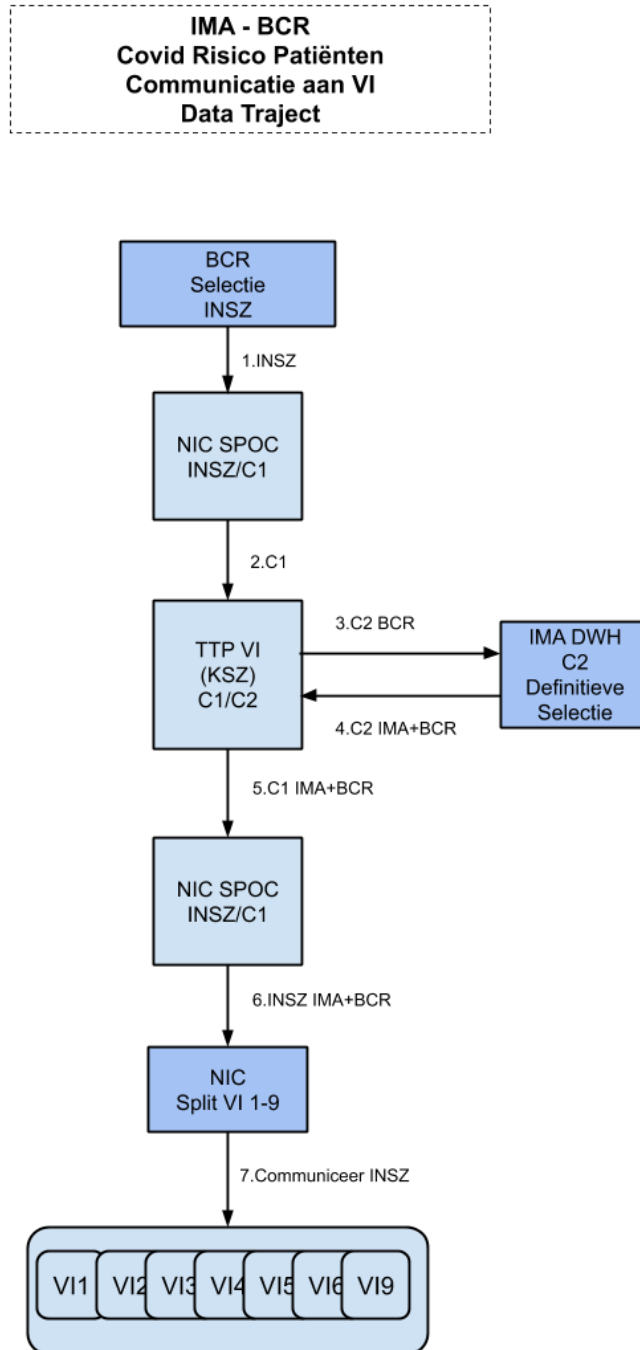 IMA - BCR
Covid Risico Patiënten
Communicatie aan VI
Data Traject
BCR
Selectie
INSZ
1.INSZ
NIC SPOC
INSZ/C1
2.C1
TTP VI
(KSZ)
C1/C2
3.C2 BCR
4.C2 IMA+BCR
IMA DWH
C2
Definitieve
Selectie
5.C1 IMA+BCR
NIC SPOC
INSZ/C1
6.INSZ IMA+BCR
NIC
Split VI 1-9
7.Communiceer INSZ
VI1 VI2 VI3 VI4 VI5 VI6 VI9